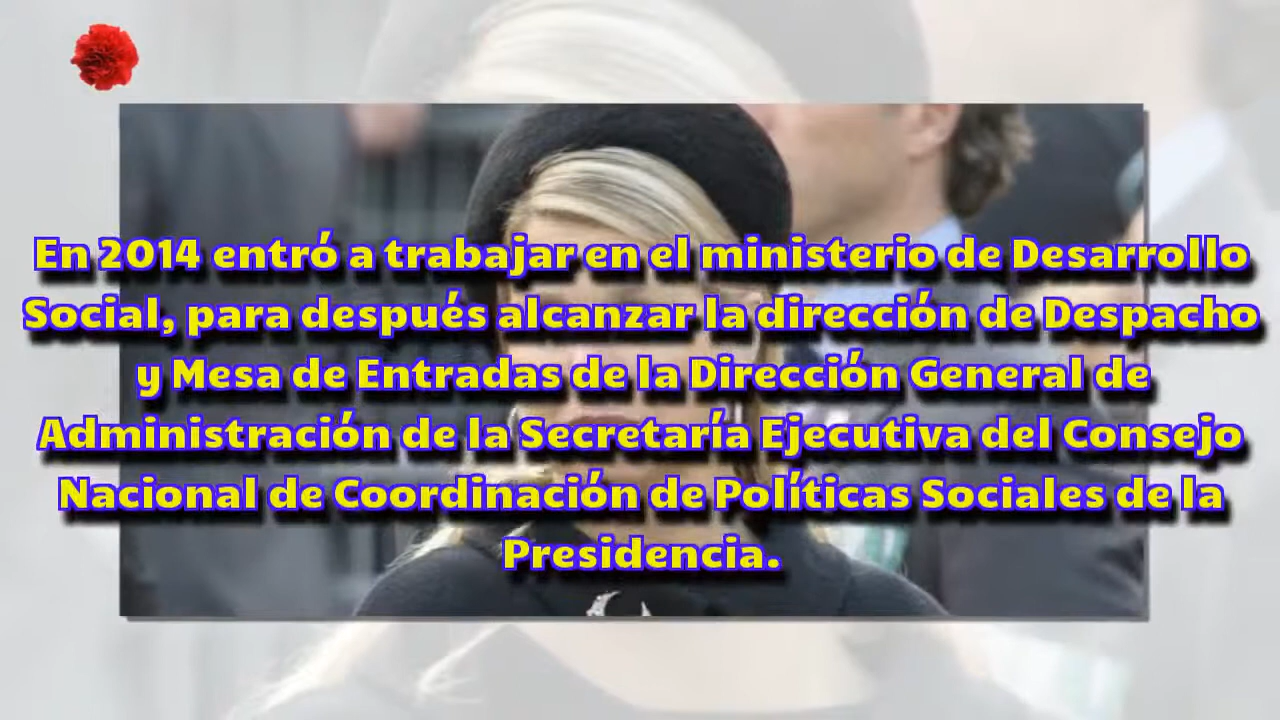 En 2014 entró a trabajar en el ministerio de Desarrollo
Social, para después alcanzar la dirección de Despacho
y Mesa de Entradas de la Dirección General de
Administración de la Secretaría Ejecutiva del Consejo
Nacional de Coordinación de Políticas Sociales de la
Presidencia.